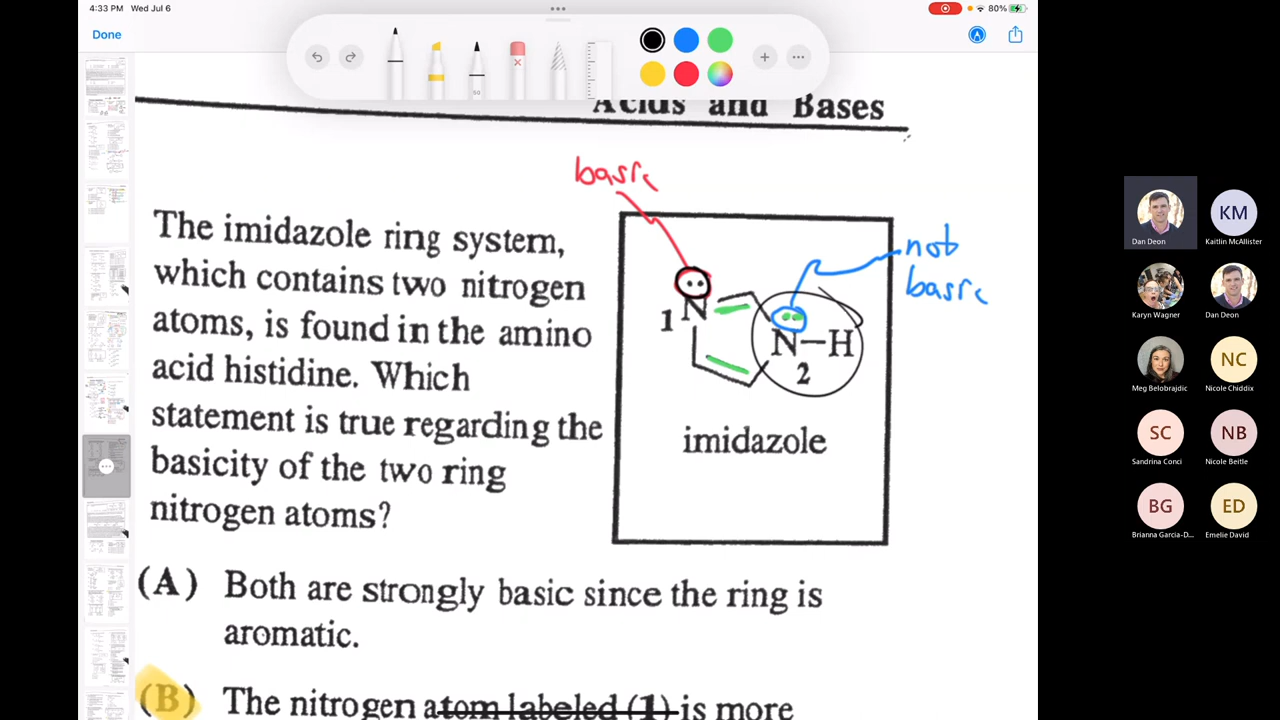 4:33 PM Wed Jul 6
80%
Done
50
Acids and Bases
basic
The imidazole ring system,
which contains two nitrogen
atoms, is found in the amino
acid histidine. Which
statement is true regarding the
basicity of the two ring
nitrogen atoms?
not
basic
N
1
N–H
2
imidazole
(A) Both are strongly basic since the ring is
aromatic.
(B) The nitrogen atom labeled (1) is more
Dan Deon
KM
Kaitlin McAllister
Karyn Wagner
Dan Deon
Meg Belobrajdic
NC
Nicole Chiddix
SC
Sandrina Conci
NB
Nicole Beitle
BG
Brianna Garcia-D...
ED
Emelie David